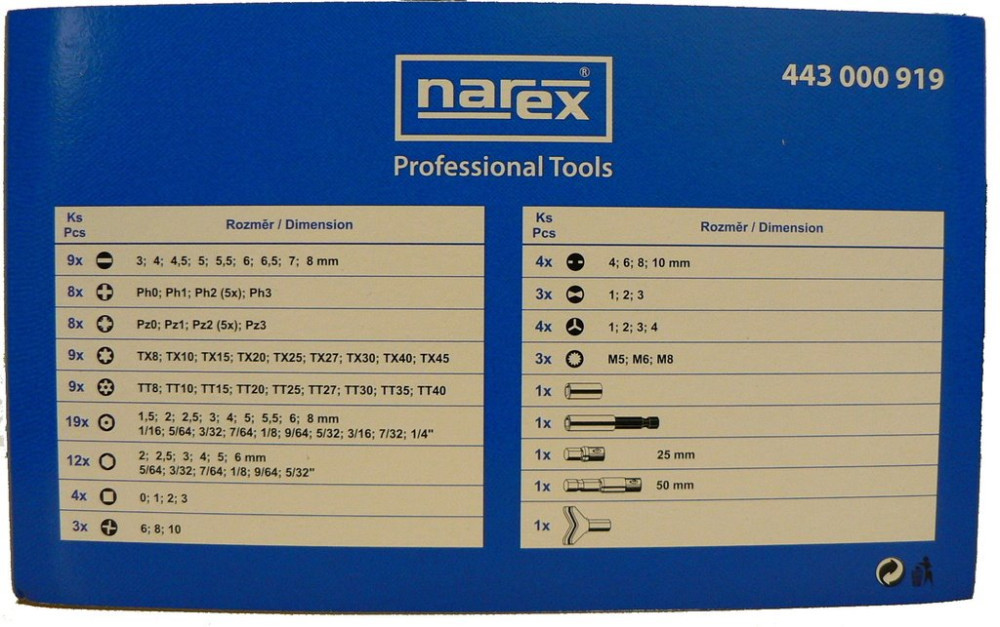 narex®
443 000 919
Professional Tools
Ks
Pcs
Rozměr / Dimension
9x 3; 4; 4,5; 5; 5,5; 6; 6,5; 7; 8 mm
8x Ph0; Ph1; Ph2 (5x); Ph3
8x Pz0; Pz1; Pz2 (5x); Pz3
9x TX8; TX10; TX15; TX20; TX25; TX27; TX30; TX40; TX45
9x TT8; TT10; TT15; TT20; TT25; TT27; TT30; TT35; TT40
19x 1,5; 2; 2,5; 3; 4; 5; 5,5; 6; 8 mm
1/16; 5/64; 3/32; 7/64; 1/8; 9/64; 5/32; 3/16; 7/32; 1/4"
12x 2; 2,5; 3; 4; 5; 6 mm
5/64; 3/32; 7/64; 1/8; 9/64; 5/32"
4x 0; 1; 2; 3
3x 6; 8; 10
Ks
Pcs
Rozměr / Dimension
4x 4; 6; 8; 10 mm
3x 1; 2; 3
4x 1; 2; 3; 4
3x M5; M6; M8
1x
1x
1x 25 mm
1x 50 mm
1x